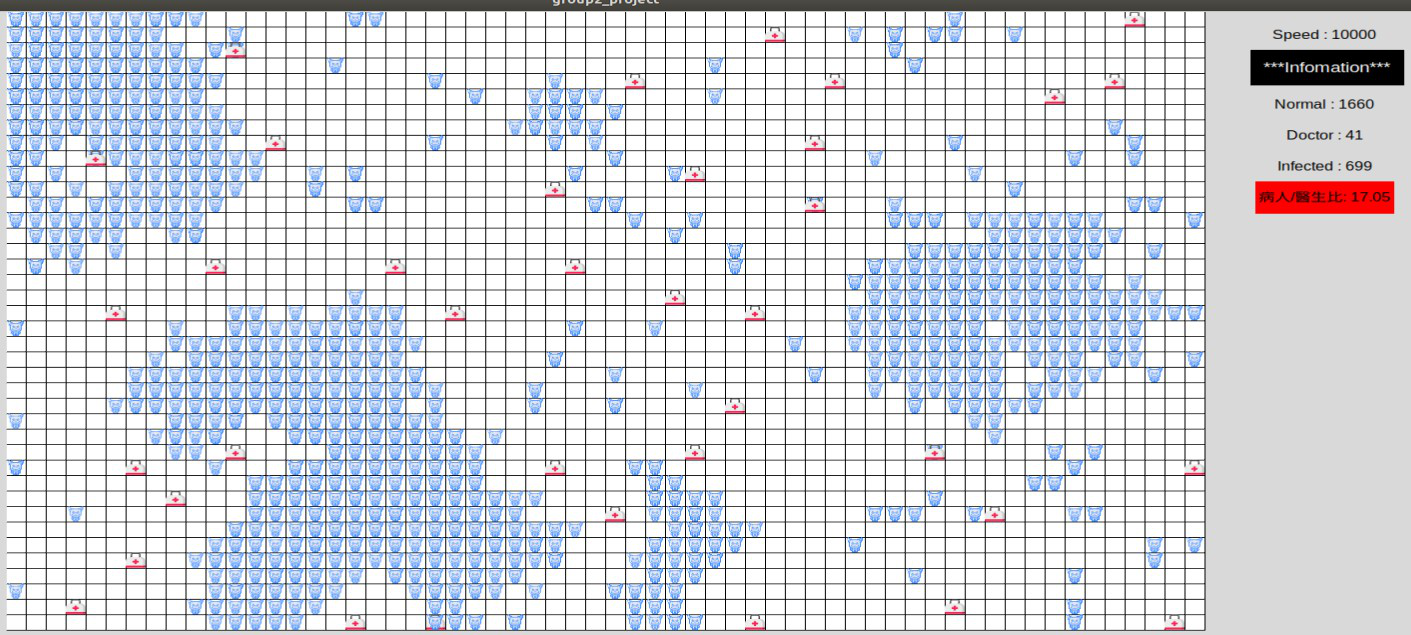 group2_project
Speed : 10000
***Infomation***
Normal : 1660
Doctor : 41
Infected : 699
病人/醫生比: 17.05